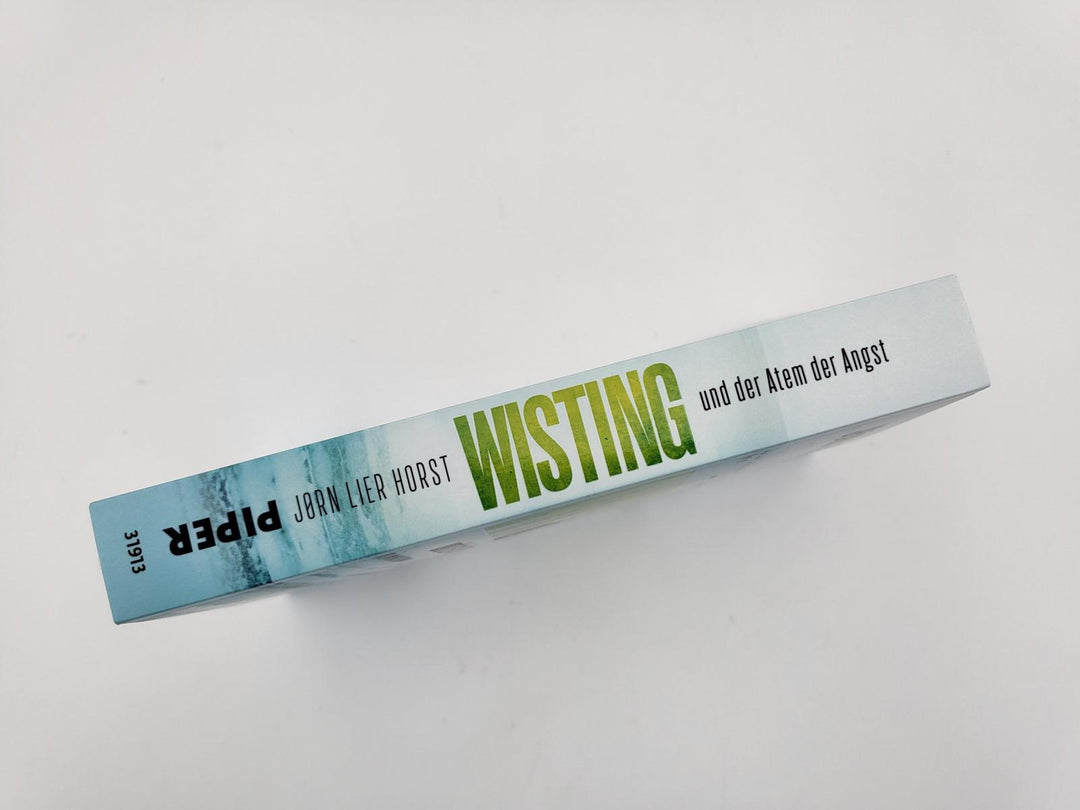 31913
PIPER
JØRN LIER HORST
WISTING
und der Atem der Angst